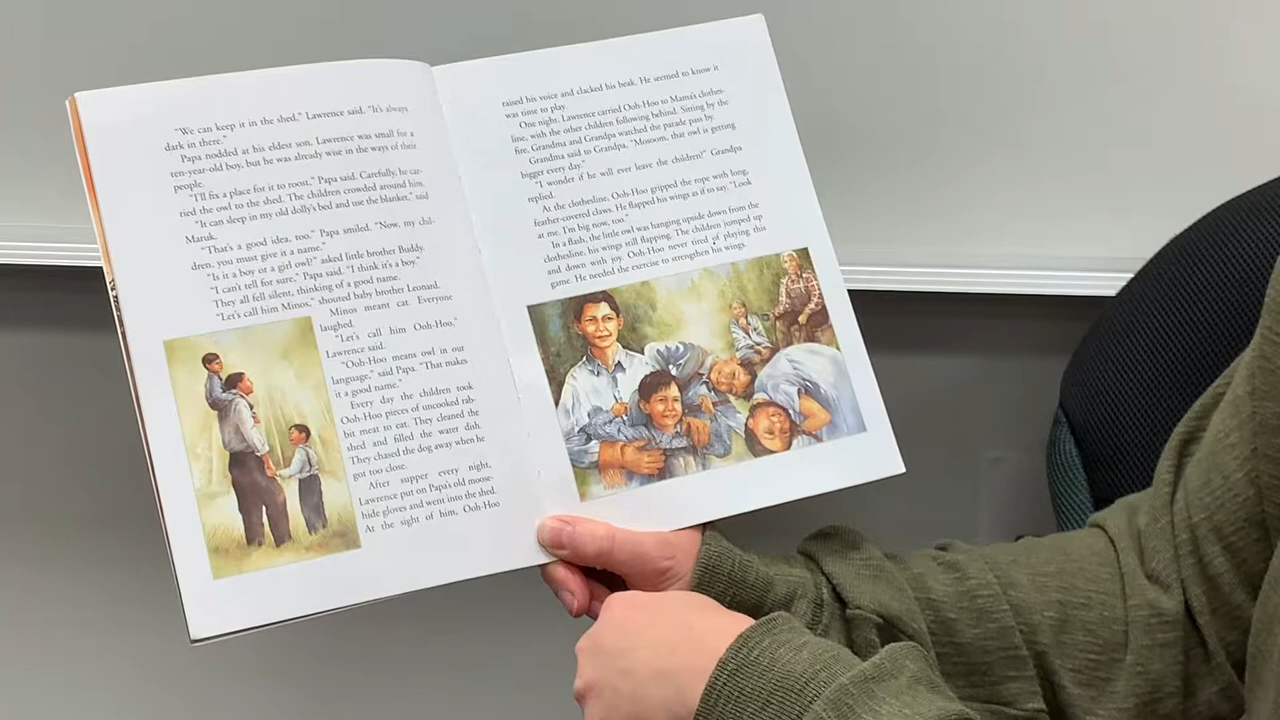 "We can keep it in the shed," Lawrence said. "It's always
dark in there."
Papa nodded at his eldest son. Lawrence was small for a
ten-year-old boy, but he was already wise in the ways of their
people.
"I'll fix a place for it to roost," Papa said. Carefully, he car-
ried the owl to the shed. The children crowded around him.
"It can sleep in my old dolly's bed and use the blanket," said
Maruk.
"That's a good idea, too." Papa smiled. "Now, my chil-
dren, you must give it a name."
"Is it a boy or a girl owl?" asked little brother Buddy.
"I can't tell for sure," Papa said. "I think it's a boy."
They all fell silent, thinking of a good name.
"Let's call him Minos," shouted baby brother Leonard.
Minos meant cat. Everyone
laughed.
"Let's call him Ooh-Hoo,"
Lawrence said.
"Ooh-Hoo means owl in our
language," said Papa. "That makes
it a good name."
Every day the children took
Ooh-Hoo pieces of uncooked rab-
bit meat to eat. They cleaned the
shed and filled the water dish.
They chased the dog away when he
got too close.
After supper every night,
Lawrence put on Papa's old moose-
hide gloves and went into the shed.
At the sight of him, Ooh-Hoo
raised his voice and clacked his beak. He seemed to know it
was time to play.
One night, Lawrence carried Ooh-Hoo to Mama's clothes-
line, with the other children following behind. Sitting by the
fire, Grandma and Grandpa watched the parade pass by.
Grandma said to Grandpa, "Mosoom, that owl is getting
bigger every day."
"I wonder if he will ever leave the children?" Grandpa
replied.
At the clothesline, Ooh-Hoo gripped the rope with long,
feather-covered claws. He flapped his wings as if to say, "Look
at me. I'm big now, too."
In a flash, the little owl was hanging upside down from the
clothesline, his wings still flapping. The children jumped up
and down with joy. Ooh-Hoo never tired of playing this
game. He needed the exercise to strengthen his wings.